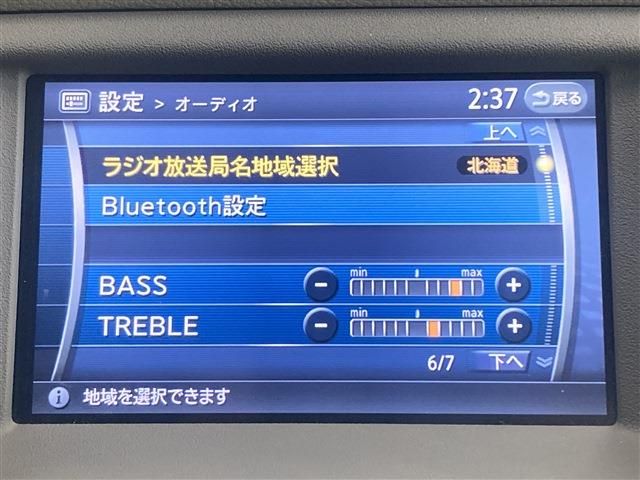 設定 > オーディオ 2:37 戻る
上へ
ラジオ放送局名地域選択 北海道
Bluetooth設定
min max
BASS - +
min max
TREBLE - +
6/7 下へ
i 地域を選択できます